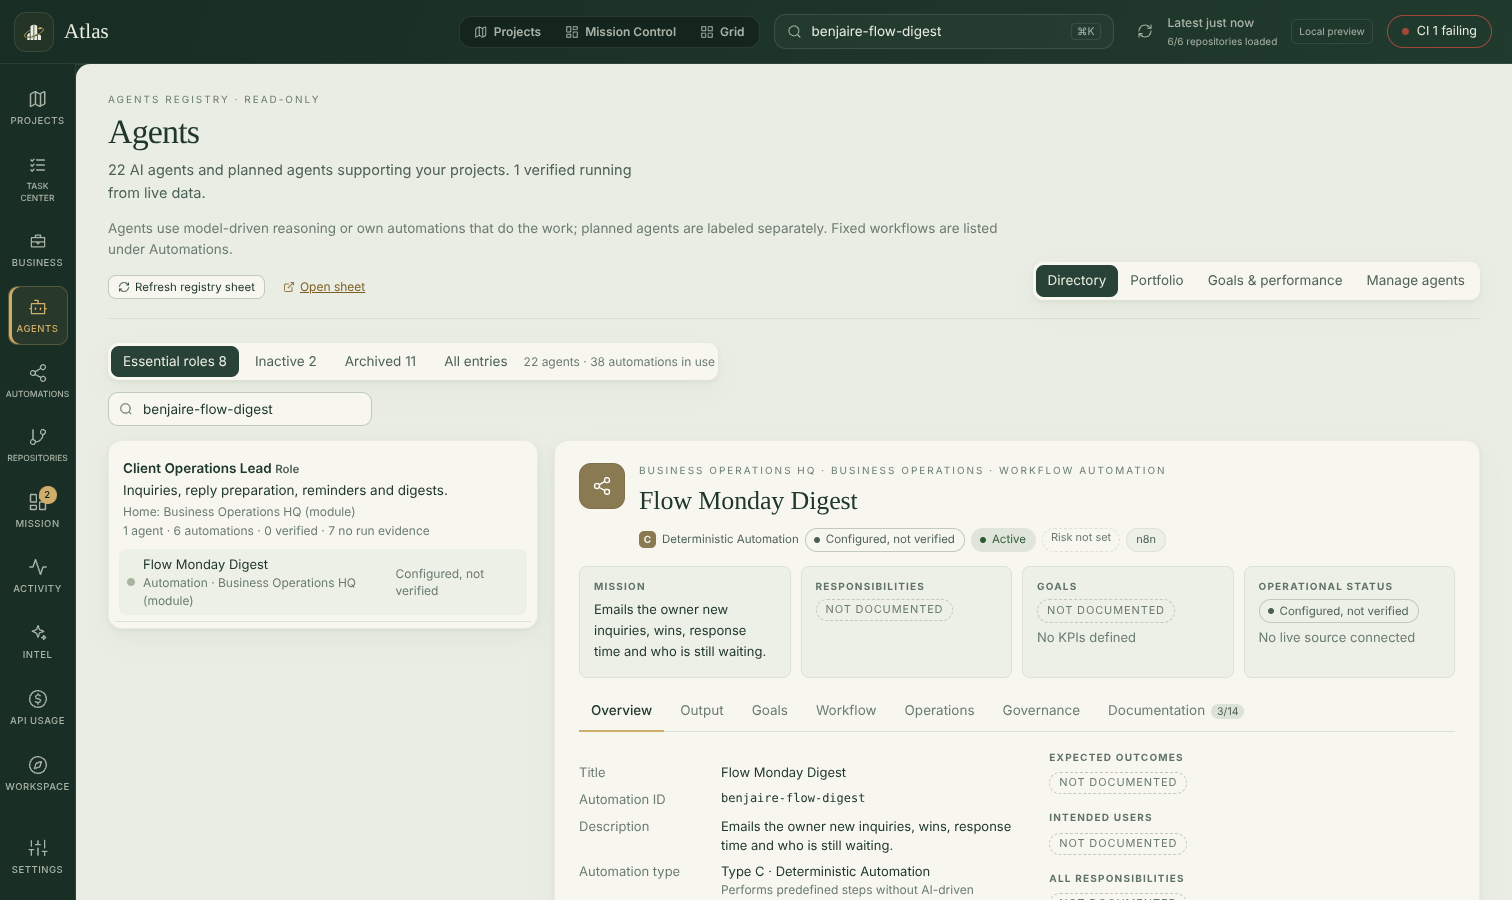 Atlas
Projects
Mission Control
Grid
benjaire-flow-digest
⌘K
Latest just now
6/6 repositories loaded
Local preview
CI 1 failing
PROJECTS
TASK
CENTER
BUSINESS
AGENTS
AUTOMATIONS
REPOSITORIES
2
MISSION
ACTIVITY
INTEL
API USAGE
WORKSPACE
SETTINGS
AGENTS REGISTRY · READ-ONLY
Agents
22 AI agents and planned agents supporting your projects. 1 verified running
from live data.
Agents use model-driven reasoning or own automations that do the work; planned agents are labeled separately. Fixed workflows are listed
under Automations.
Refresh registry sheet
Open sheet
Directory
Portfolio
Goals & performance
Manage agents
Essential roles 8
Inactive 2
Archived 11
All entries
22 agents · 38 automations in use
benjaire-flow-digest
Client Operations Lead Role
Inquiries, reply preparation, reminders and digests.
Home: Business Operations HQ (module)
1 agent · 6 automations · 0 verified · 7 no run evidence
Flow Monday Digest
Automation · Business Operations HQ
(module)
Configured, not
verified
BUSINESS OPERATIONS HQ · BUSINESS OPERATIONS · WORKFLOW AUTOMATION
Flow Monday Digest
C Deterministic Automation
Configured, not verified
Active
Risk not set
n8n
MISSION
Emails the owner new
inquiries, wins, response
time and who is still waiting.
RESPONSIBILITIES
NOT DOCUMENTED
GOALS
NOT DOCUMENTED
No KPIs defined
OPERATIONAL STATUS
Configured, not verified
No live source connected
Overview
Output
Goals
Workflow
Operations
Governance
Documentation 3/14
Title
Flow Monday Digest
Automation ID
benjaire-flow-digest
Description
Emails the owner new inquiries, wins, response
time and who is still waiting.
Automation type
Type C · Deterministic Automation
Performs predefined steps without AI-driven
EXPECTED OUTCOMES
NOT DOCUMENTED
INTENDED USERS
NOT DOCUMENTED
ALL RESPONSIBILITIES